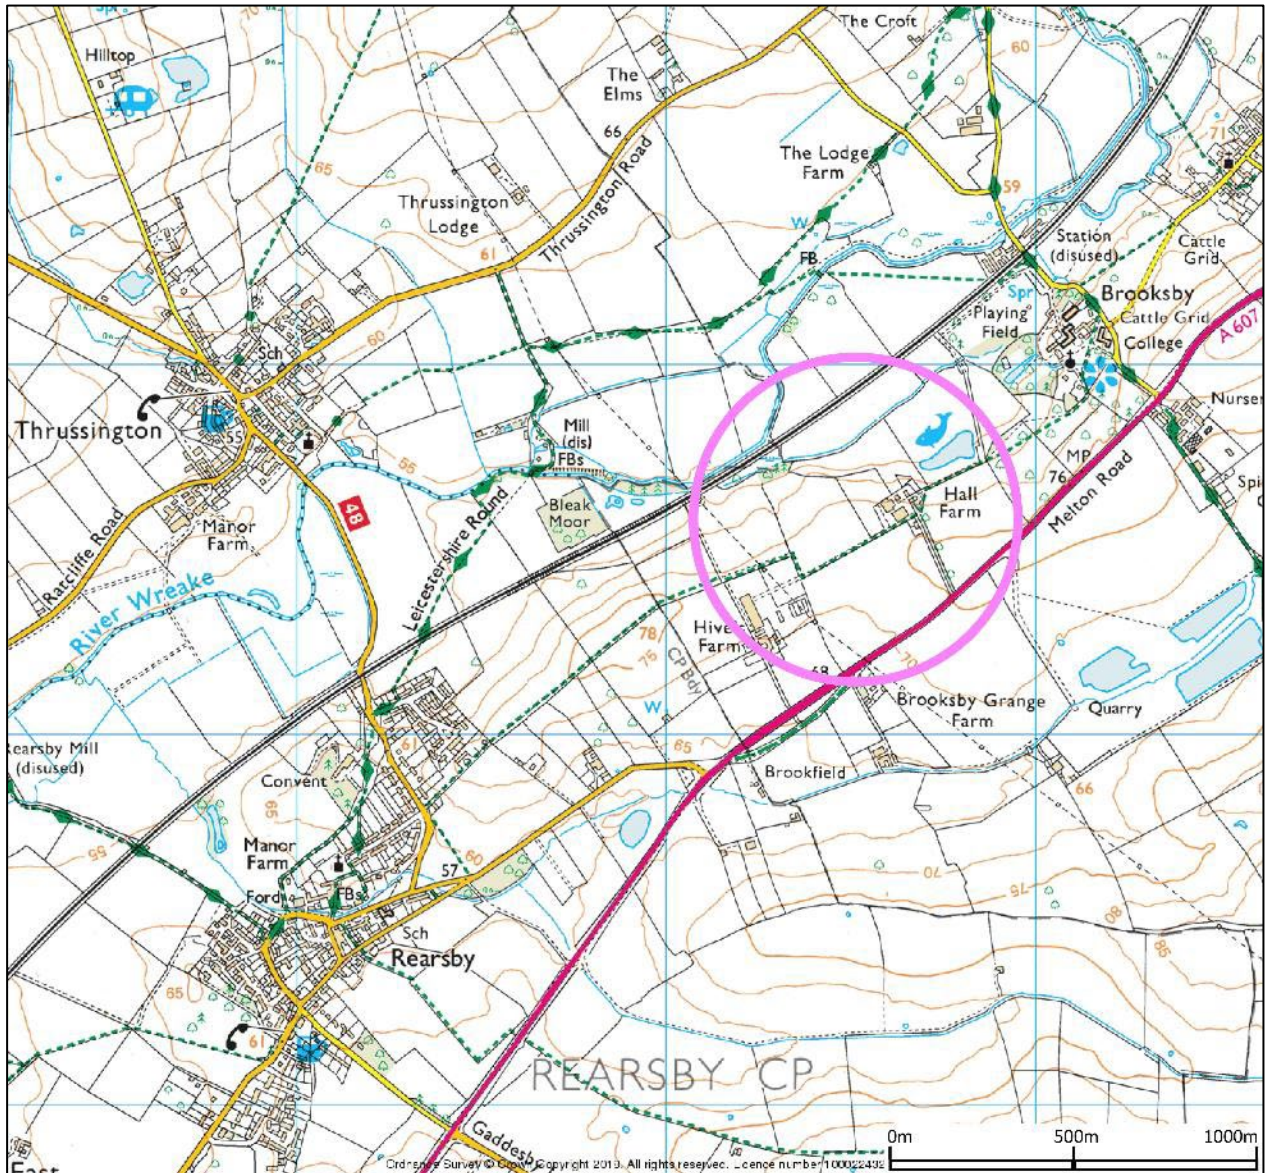 Spr
70
The Croft
60
Hilltop
The
Elms
66
71
Thrussington Road
The Lodge
Farm
65
59
Thrussington
Lodge
W
Station
(disused)
Cattle
Grid
61
FB
Spr
Brooksby
Playing
Field
Cattle Grid
College
A 607
60
Sch
Thrussington
55
Mill
(dis)
FBs
55
MP
76
Melton Road
48
Bleak
Moor
Hall
Farm
Manor
Farm
Ratcliffe Road
Leicestershire Round
River Wreake
78
75
CP Bdy
Hive
Farm
68
70
Brooksby Grange
Farm
Quarry
W
61
65
Rearsby Mill
(disused)
Convent
Brookfield
66
65
55
Manor
Farm
60
57
Ford
FBs
70
75
80
85
Sch
Rearsby
65
61
REARSBY CP
0m
500m
1000m
Ordnance Survey © Crown Copyright 2019. All rights reserved. Licence number 100022432
East